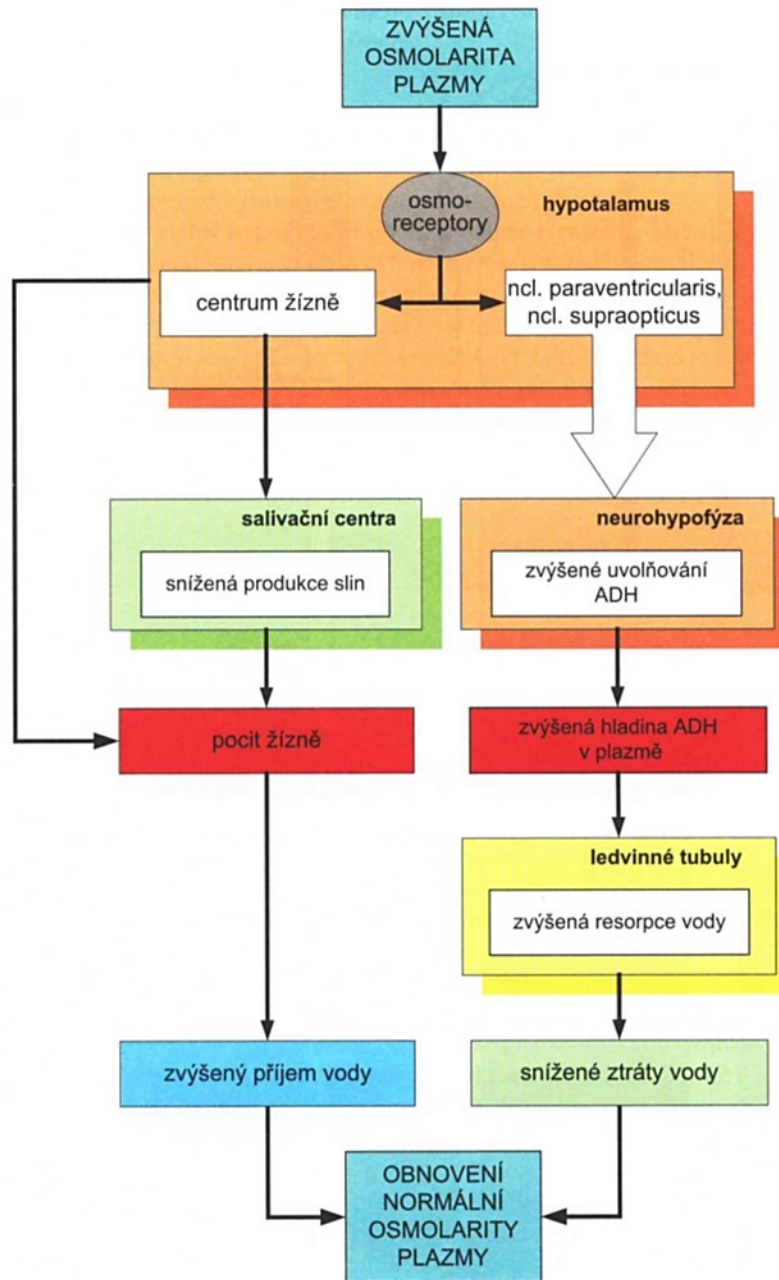 ZVÝŠENÁ
OSMOLARITA
PLAZMY
osmo-
receptory
hypotalamus
centrum žízně
ncl. paraventricularis,
ncl. supraopticus
salivační centra
snížená produkce slin
neurohypofýza
zvýšené uvolňování
ADH
pocit žízně
zvýšená hladina ADH
v plazmě
ledvinné tubuly
zvýšená resorpce vody
zvýšený příjem vody
snížené ztráty vody
OBNOVENÍ
NORMÁLNÍ
OSMOLARITY
PLAZMY